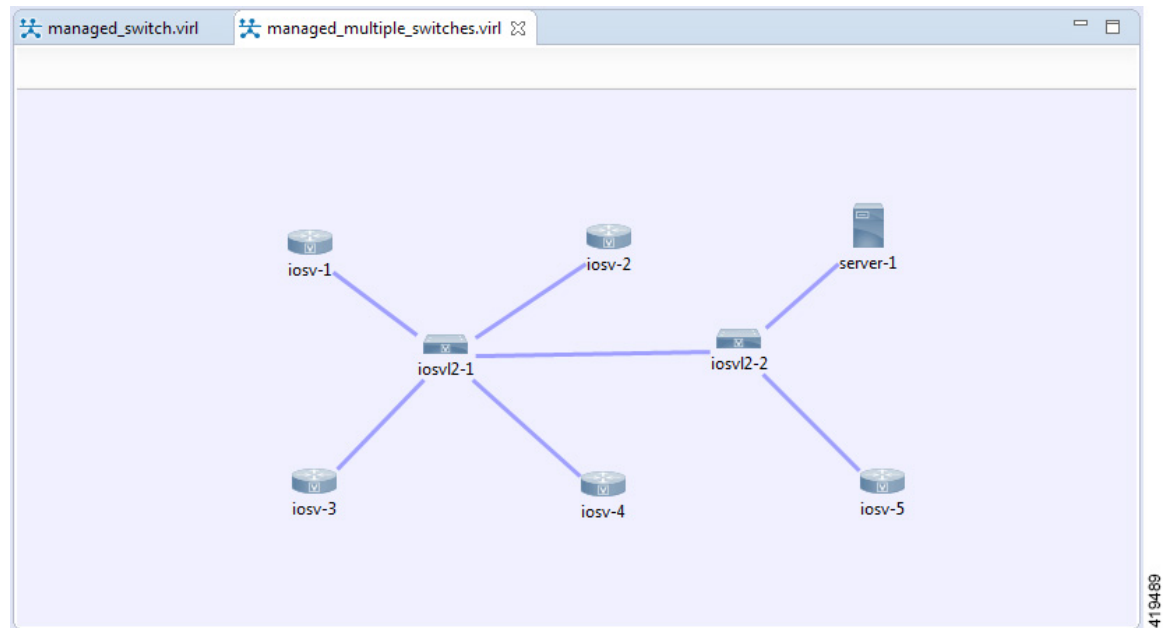 managed_switch.virl
managed_multiple_switches.virl
iosv-1
iosv-2
server-1
iosvl2-1
iosvl2-2
iosv-3
iosv-4
iosv-5
419489